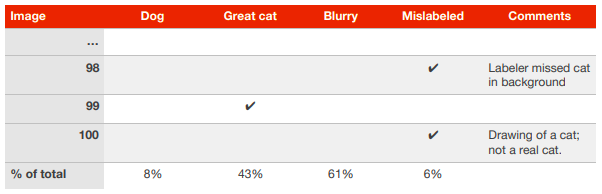 Image Dog Great cat Blurry Mislabeled Comments
...
98 ✔ Labeler missed cat
in background
99 ✔
100 ✔ Drawing of a cat;
not a real cat.
% of total 8% 43% 61% 6%